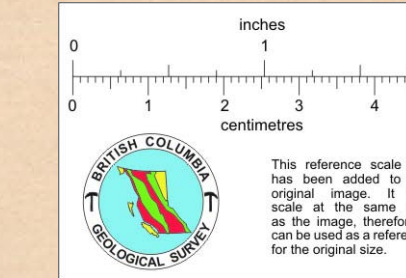 inches
0 1
0 1 2 3 4
centimetres
BRITISH COLUMBIA
GEOLOGICAL SURVEY
This reference scale
has been added to
original image. It
scale at the same
as the image, therefor
can be used as a refere
for the original size.